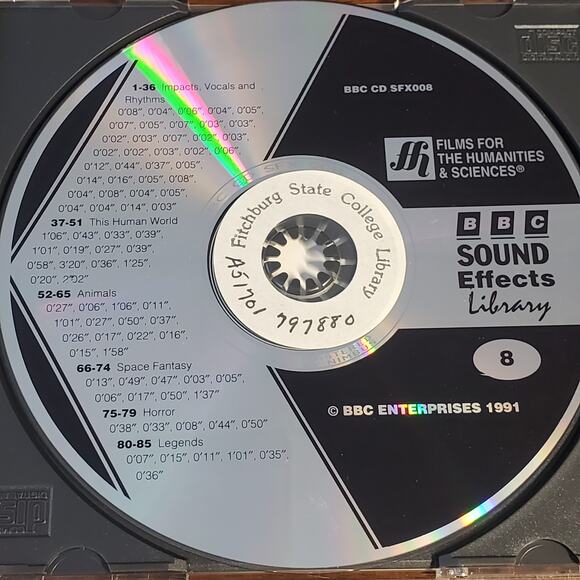 1-36 Impacts, Vocals and
Rhythms
0'08", 0'04", 0'06", 0'04", 0'05",
0'07", 0'05", 0'07", 0'03", 0'03",
0'02", 0'03", 0'07", 0'02", 0'03",
0'02", 0'02", 0'03", 0'02", 0'06",
0'12", 0'44", 0'37", 0'05",
0'14", 0'16", 0'05", 0'08",
0'04", 0'08", 0'04", 0'05",
0'04", 0'04", 0'14", 0'03"
37-51 This Human World
1'06", 0'43", 0'33", 0'39",
1'01", 0'19", 0'27", 0'39",
0'58", 3'20", 0'36", 1'25",
0'20", 2'02"
52-65 Animals
0'27", 0'06", 1'06", 0'11",
1'01", 0'27", 0'50", 0'37",
0'26", 0'17", 0'22", 0'16",
0'15", 1'58"
66-74 Space Fantasy
0'13", 0'49", 0'47", 0'03", 0'05",
0'06", 0'17", 0'50", 1'37"
75-79 Horror
0'38", 0'33", 0'08", 0'44", 0'50"
80-85 Legends
0'07", 0'15", 0'11", 1'01", 0'35",
0'36"
Fitchburg State College Library
A51701 797880
BBC CD SFX008
ffh
FILMS FOR
THE HUMANITIES
& SCIENCES®
BBC
SOUND
Effects
Library
8
© BBC ENTERPRISES 1991
disc
disc